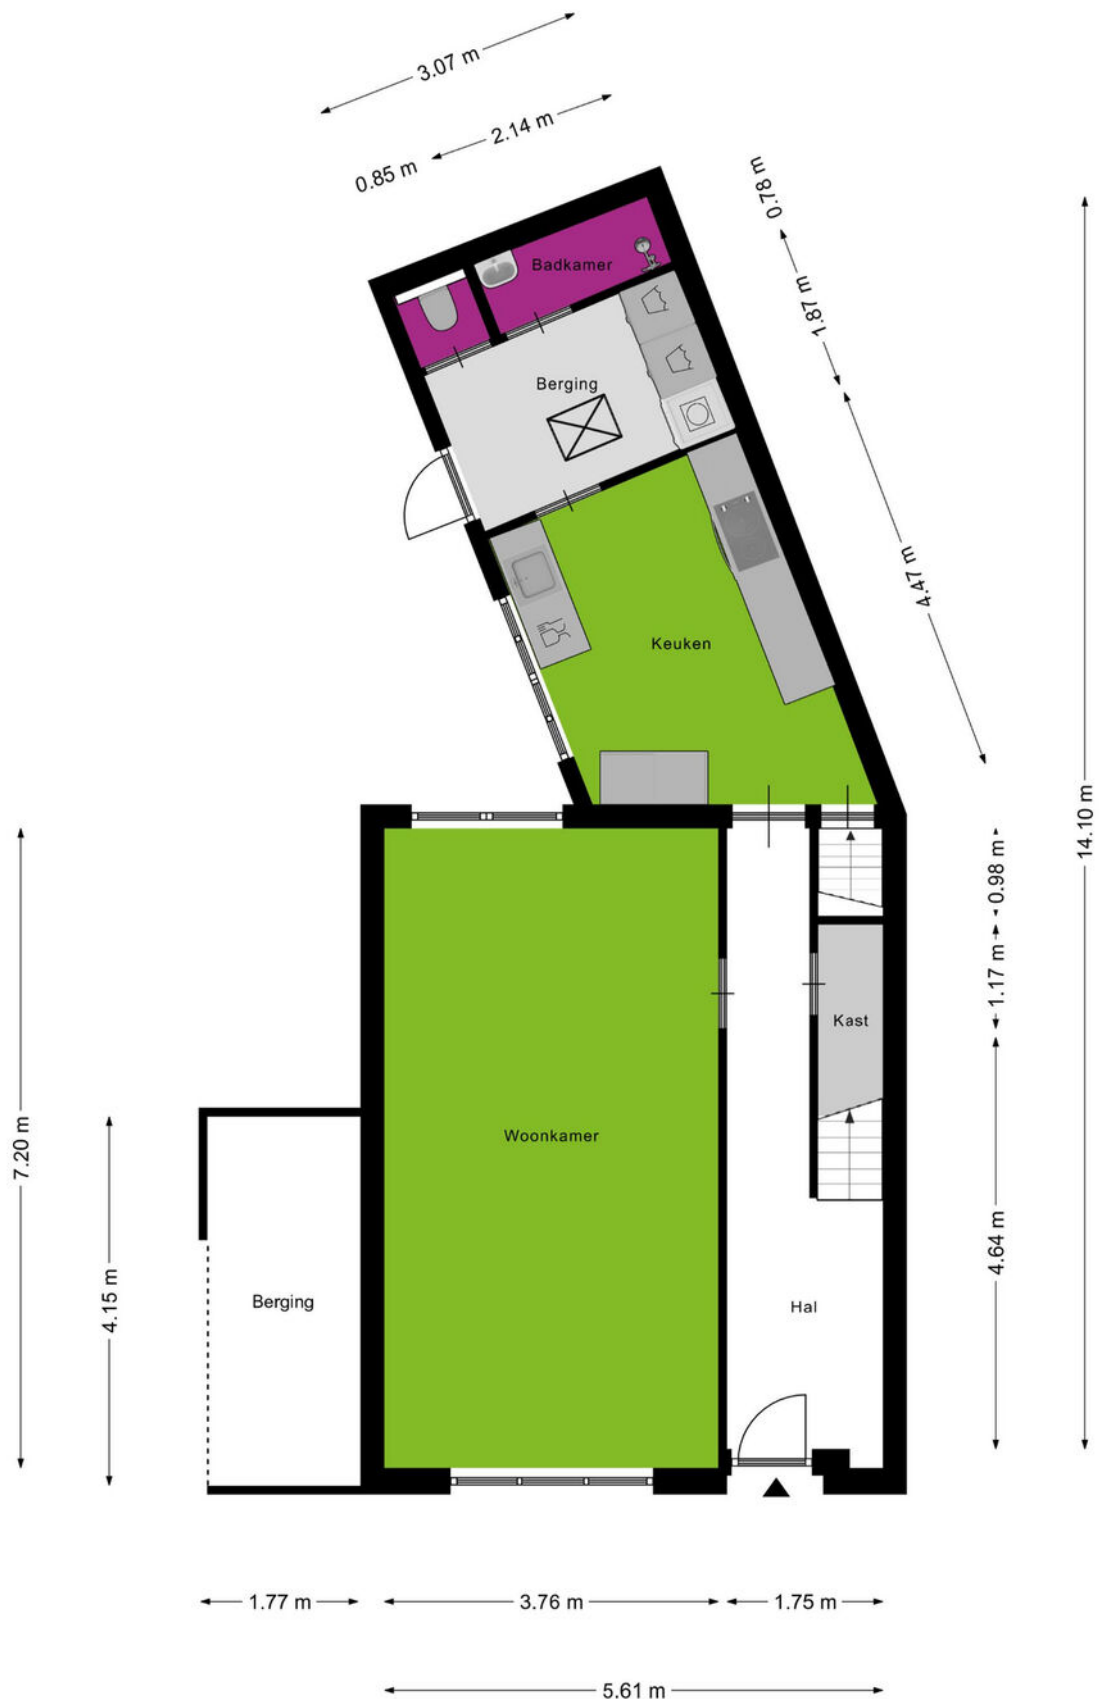 3.07 m
2.14 m
0.85 m
0.78 m
Badkamer
1.87 m
Berging
4.47 m
Keuken
14.10 m
0.98 m
1.17 m
Kast
7.20 m
Woonkamer
4.64 m
4.15 m
Berging
Hal
1.77 m
3.76 m
1.75 m
5.61 m